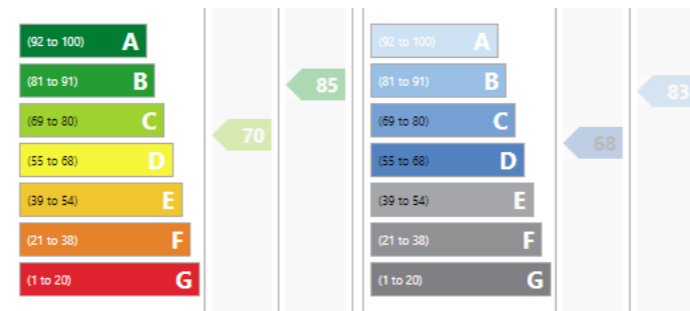 (92 to 100) A
(81 to 91) B
(69 to 80) C
(55 to 68) D
(39 to 54) E
(21 to 38) F
(1 to 20) G
70
85
(92 to 100) A
(81 to 91) B
(69 to 80) C
(55 to 68) D
(39 to 54) E
(21 to 38) F
(1 to 20) G
68
83